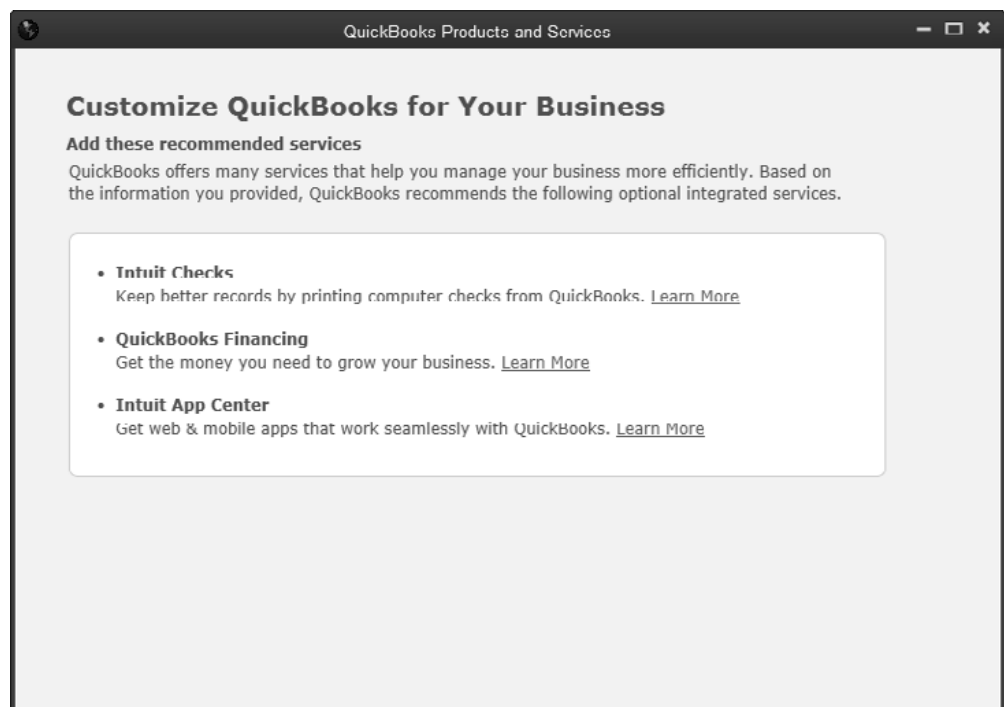 QuickBooks Products and Services
Customize QuickBooks for Your Business
Add these recommended services
QuickBooks offers many services that help you manage your business more efficiently. Based on
the information you provided, QuickBooks recommends the following optional integrated services.
• Intuit Checks
Keep better records by printing computer checks from QuickBooks. Learn More
• QuickBooks Financing
Get the money you need to grow your business. Learn More
• Intuit App Center
Get web & mobile apps that work seamlessly with QuickBooks. Learn More